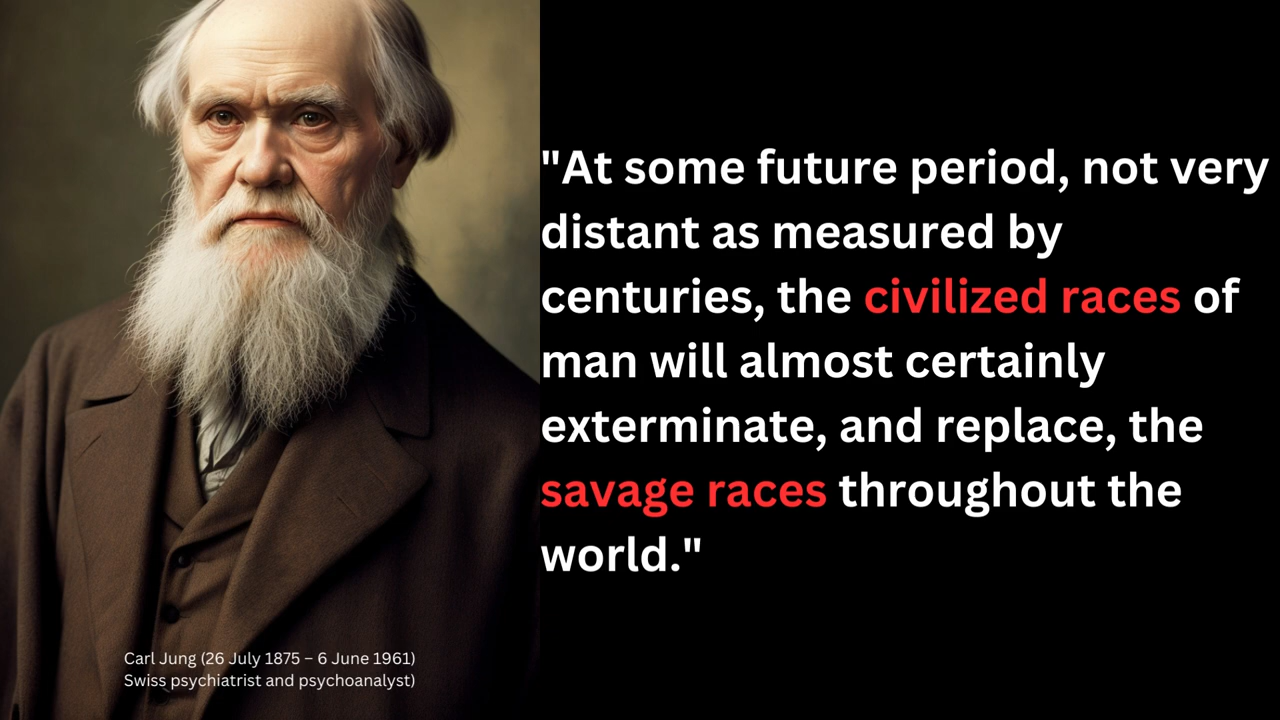 "At some future period, not very
distant as measured by
centuries, the civilized races of
man will almost certainly
exterminate, and replace, the
savage races throughout the
world."
Carl Jung (26 July 1875 – 6 June 1961)
Swiss psychiatrist and psychoanalyst)